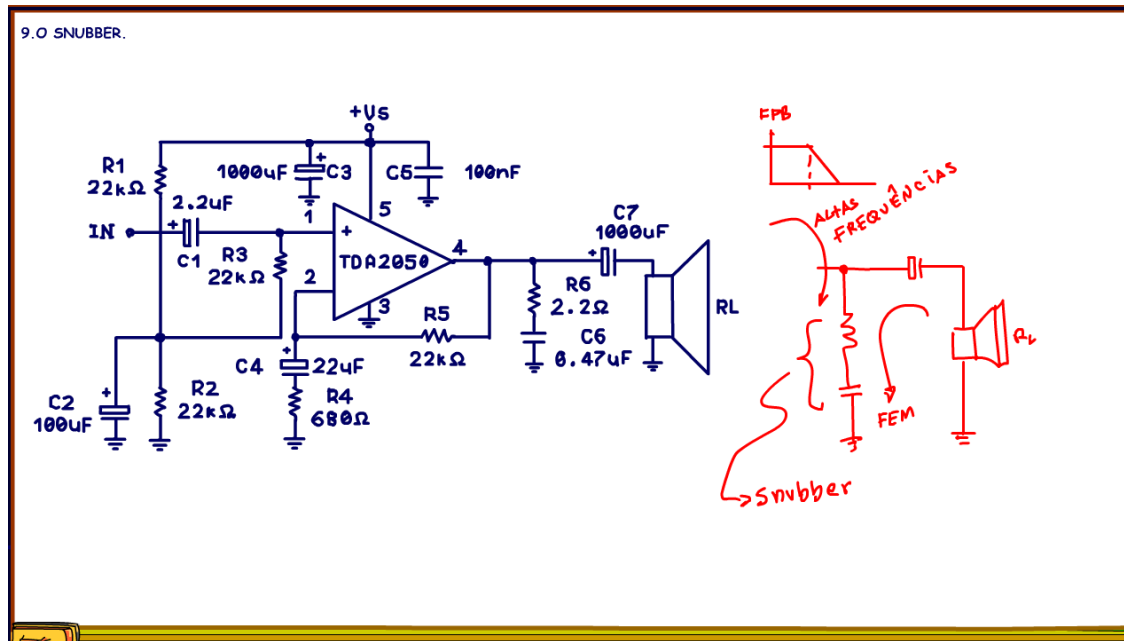 9.O SNUBBER.
+Vs
R1
22kΩ
1000uF
C3
C5
100nF
2.2uF
IN
C1
R3
22kΩ
1
2
3
4
5
TDA2050
R5
22kΩ
C7
1000uF
R6
2.2Ω
C6
0.47uF
RL
C4
22uF
R4
680Ω
C2
100uF
R2
22kΩ
FPB
ALTAS
FREQUÊNCIAS
RL
FEM
Snubber